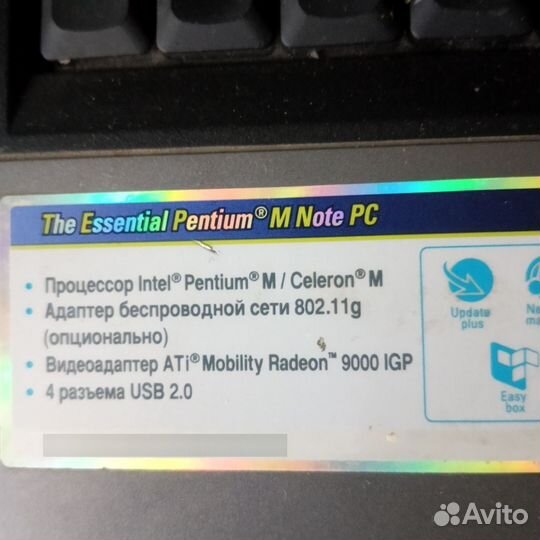 The Essential Pentium® M Note PC
• Процессор Intel® Pentium® M / Celeron® M
• Адаптер беспроводной сети 802.11g
(опционально)
• Видеоадаптер ATi® Mobility Radeon™ 9000 IGP
• 4 разъема USB 2.0
Update
plus
Easy
box
Avito